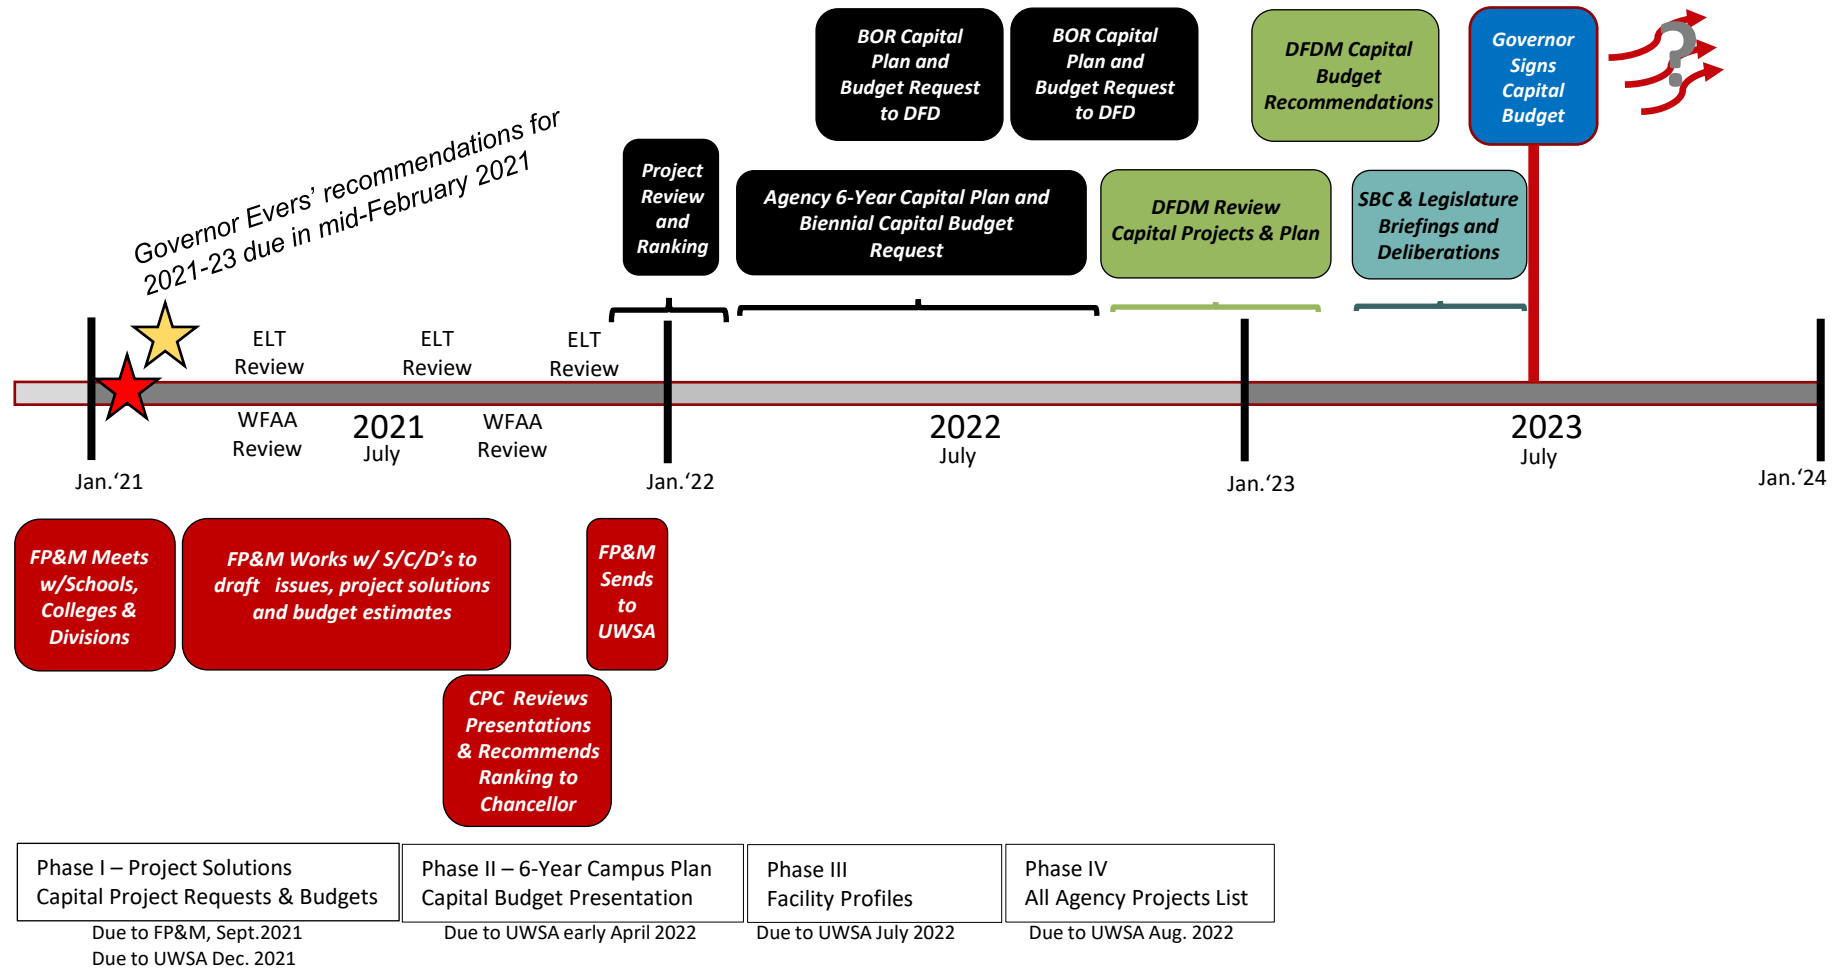 BOR Capital
Plan and
Budget Request
to DFD
BOR Capital
Plan and
Budget Request
to DFD
DFDM Capital
Budget
Recommendations
Governor
Signs
Capital
Budget
?
Governor Evers’ recommendations for
2021-23 due in mid-February 2021
Project
Review
and
Ranking
Agency 6-Year Capital Plan and
Biennial Capital Budget
Request
DFDM Review
Capital Projects & Plan
SBC & Legislature
Briefings and
Deliberations
ELT
Review
ELT
Review
ELT
Review
WFAA
Review
2021
July
WFAA
Review
2022
July
2023
July
Jan.‘21
Jan.‘22
Jan.‘23
Jan.‘24
FP&M Meets
w/Schools,
Colleges &
Divisions
FP&M Works w/ S/C/D's to
draft issues, project solutions
and budget estimates
FP&M
Sends
to
UWSA
CPC Reviews
Presentations
& Recommends
Ranking to
Chancellor
Phase I – Project Solutions
Capital Project Requests & Budgets
Due to FP&M, Sept.2021
Due to UWSA Dec. 2021
Phase II – 6-Year Campus Plan
Capital Budget Presentation
Due to UWSA early April 2022
Phase III
Facility Profiles
Due to UWSA July 2022
Phase IV
All Agency Projects List
Due to UWSA Aug. 2022